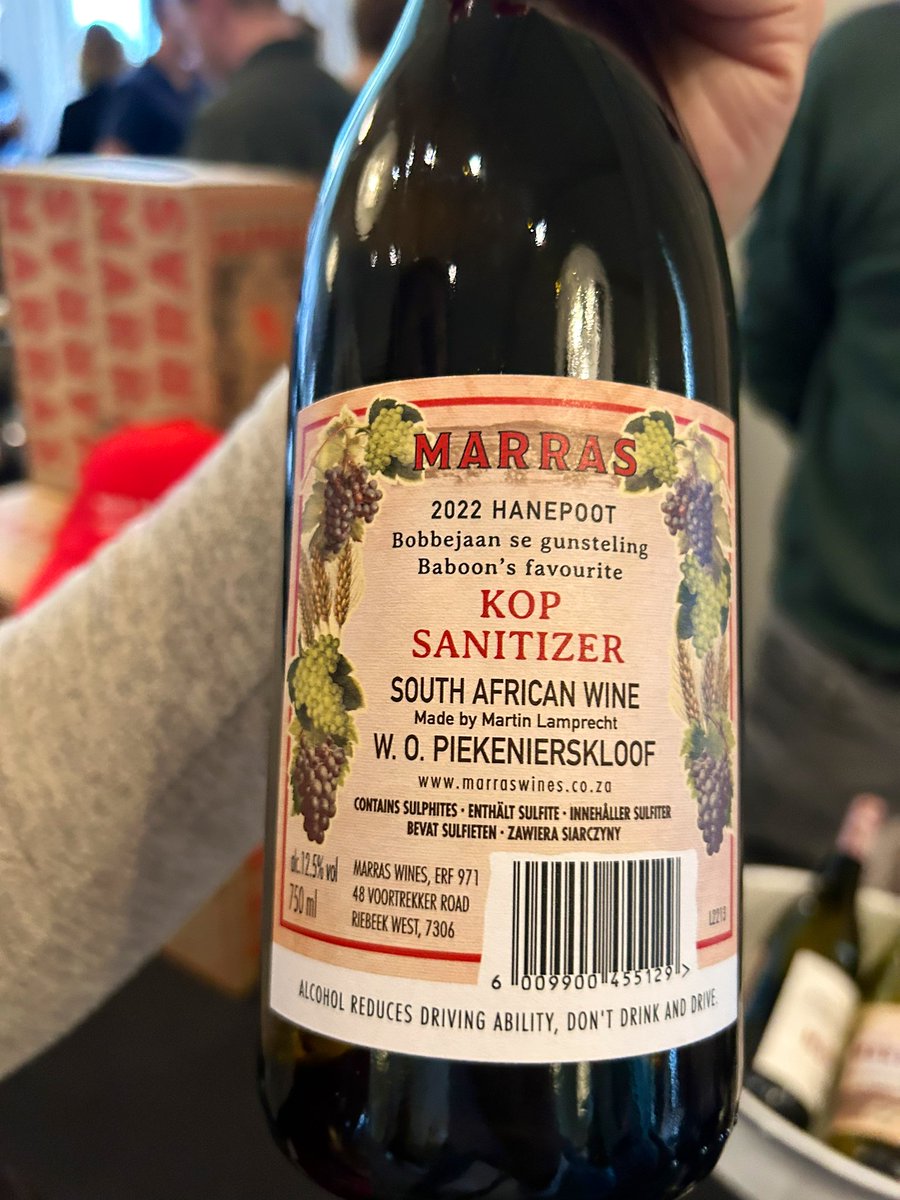 MARRAS
2022 HANEPOOT
Bobbejaan se gunsteling
Baboon's favourite
KOP
SANITIZER
SOUTH AFRICAN WINE
Made by Martin Lamprecht
W. O. PIEKENIERSKLOOF
www.marraswines.co.za
CONTAINS SULPHITES · ENTHÄLT SULFITE · INNEHÅLLER SULFITER
BEVAT SULFIETEN · ZAWIERA SIARCZYNY
alc.12.5% vol
750 ml
MARRAS WINES, ERF 971
48 VOORTREKKER ROAD
RIEBEEK WEST, 7306
L2213
6 009900 455129 >
ALCOHOL REDUCES DRIVING ABILITY, DON'T DRINK AND DRIVE.